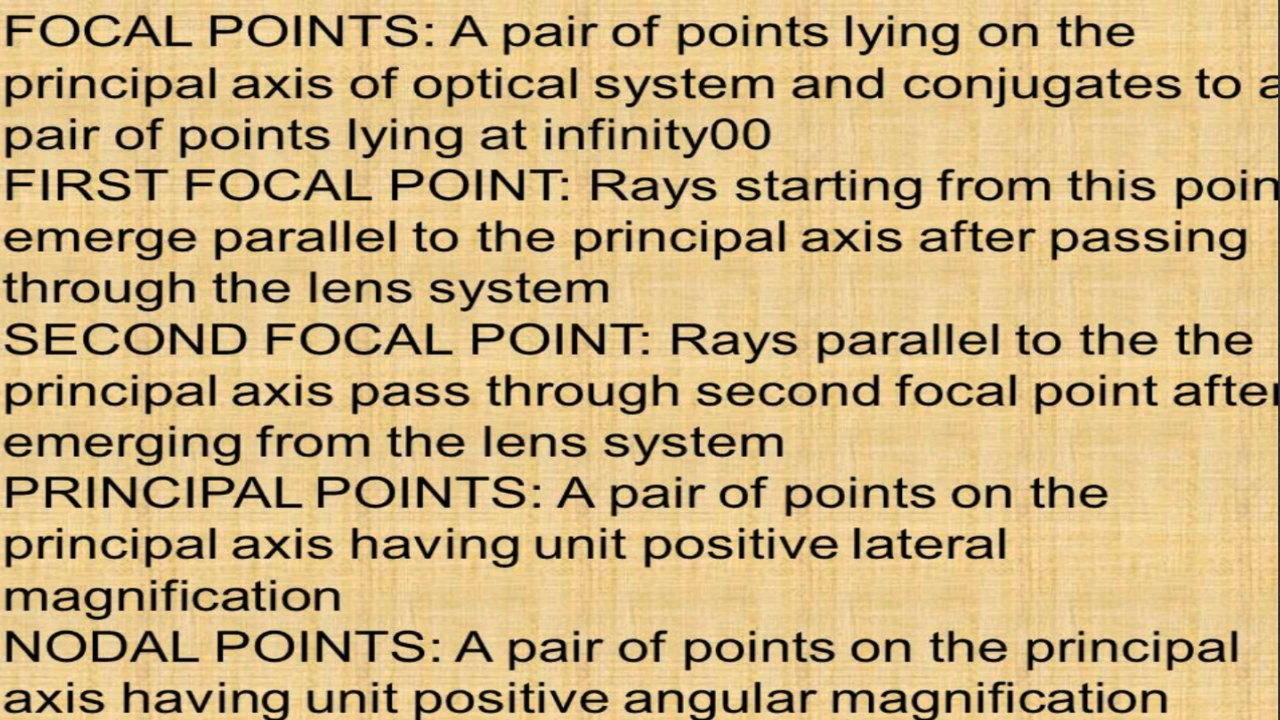 FOCAL POINTS: A pair of points lying on the
principal axis of optical system and conjugates to a
pair of points lying at infinity00
FIRST FOCAL POINT: Rays starting from this poin
emerge parallel to the principal axis after passing
through the lens system
SECOND FOCAL POINT: Rays parallel to the the
principal axis pass through second focal point after
emerging from the lens system
PRINCIPAL POINTS: A pair of points on the
principal axis having unit positive lateral
magnification
NODAL POINTS: A pair of points on the principal
axis having unit positive angular magnification